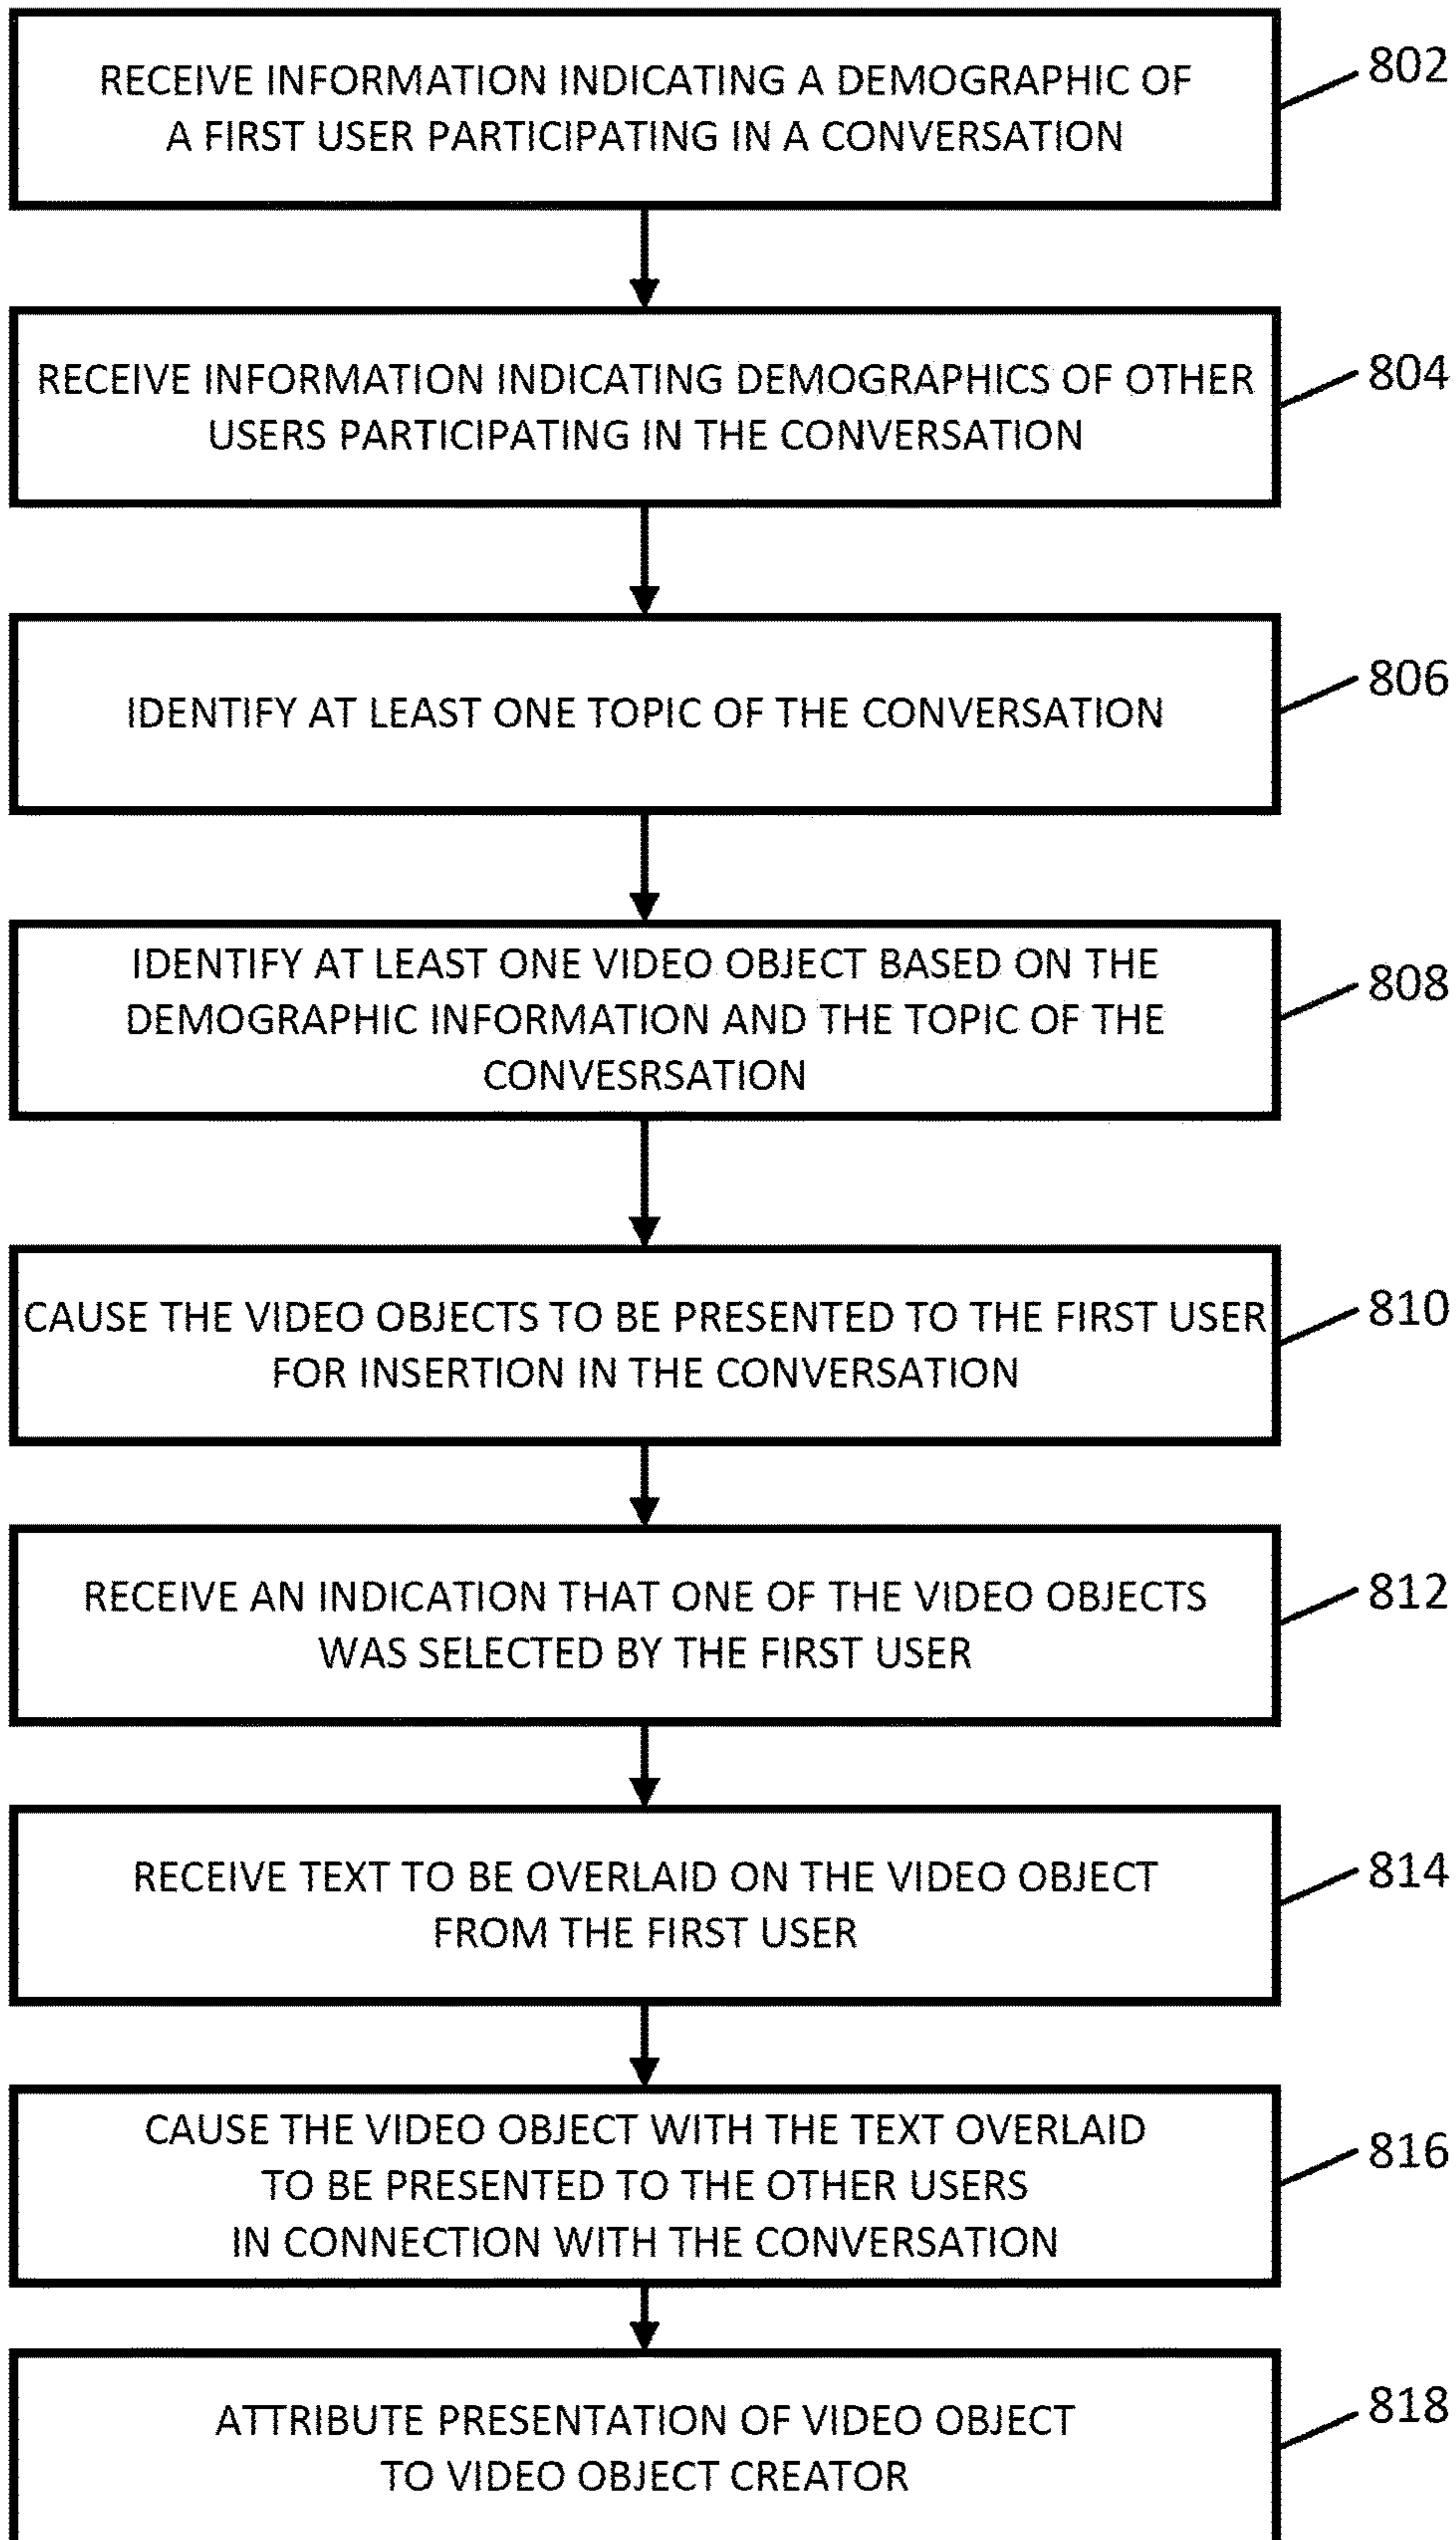 RECEIVE INFORMATION INDICATING A DEMOGRAPHIC OF
A FIRST USER PARTICIPATING IN A CONVERSATION
802
RECEIVE INFORMATION INDICATING DEMOGRAPHICS OF OTHER
USERS PARTICIPATING IN THE CONVERSATION
804
IDENTIFY AT LEAST ONE TOPIC OF THE CONVERSATION
806
IDENTIFY AT LEAST ONE VIDEO OBJECT BASED ON THE
DEMOGRAPHIC INFORMATION AND THE TOPIC OF THE
CONVESRSATION
808
CAUSE THE VIDEO OBJECTS TO BE PRESENTED TO THE FIRST USER
FOR INSERTION IN THE CONVERSATION
810
RECEIVE AN INDICATION THAT ONE OF THE VIDEO OBJECTS
WAS SELECTED BY THE FIRST USER
812
RECEIVE TEXT TO BE OVERLAID ON THE VIDEO OBJECT
FROM THE FIRST USER
814
CAUSE THE VIDEO OBJECT WITH THE TEXT OVERLAID
TO BE PRESENTED TO THE OTHER USERS
IN CONNECTION WITH THE CONVERSATION
816
ATTRIBUTE PRESENTATION OF VIDEO OBJECT
TO VIDEO OBJECT CREATOR
818